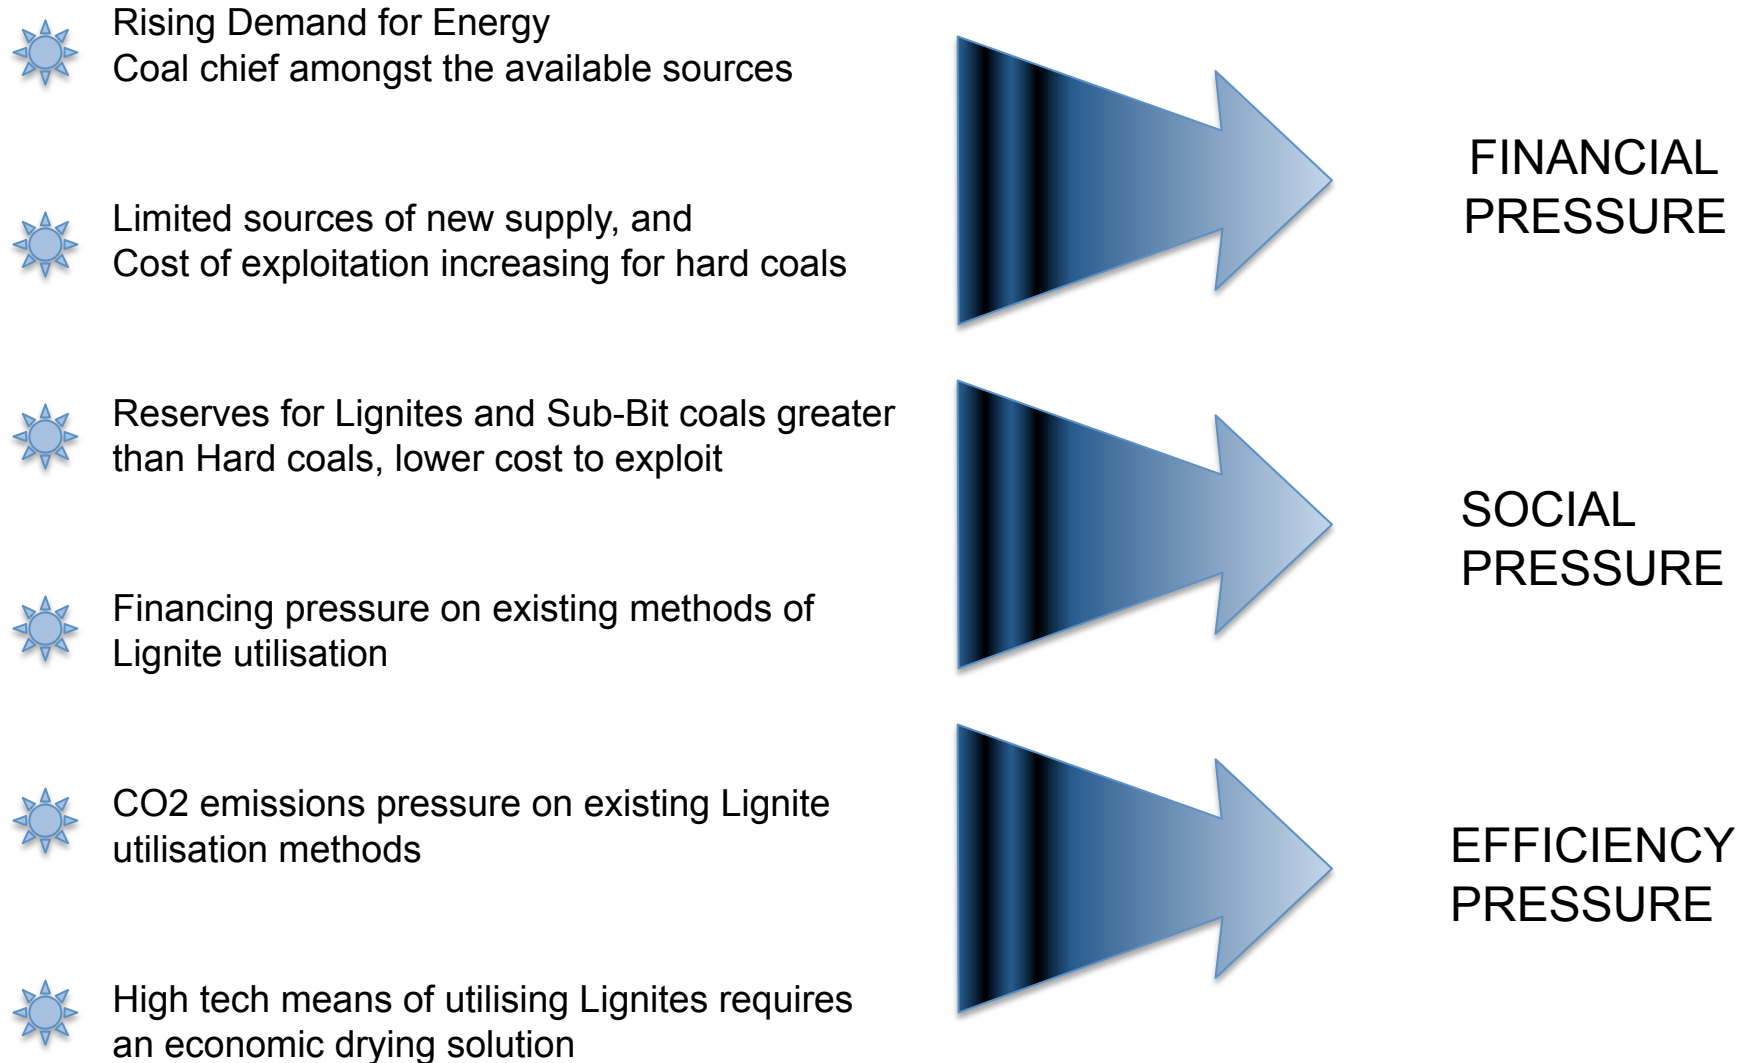 Rising Demand for Energy
Coal chief amongst the available sources
Limited sources of new supply, and
Cost of exploitation increasing for hard coals
Reserves for Lignites and Sub-Bit coals greater
than Hard coals, lower cost to exploit
Financing pressure on existing methods of
Lignite utilisation
CO2 emissions pressure on existing Lignite
utilisation methods
High tech means of utilising Lignites requires
an economic drying solution
FINANCIAL
PRESSURE
SOCIAL
PRESSURE
EFFICIENCY
PRESSURE